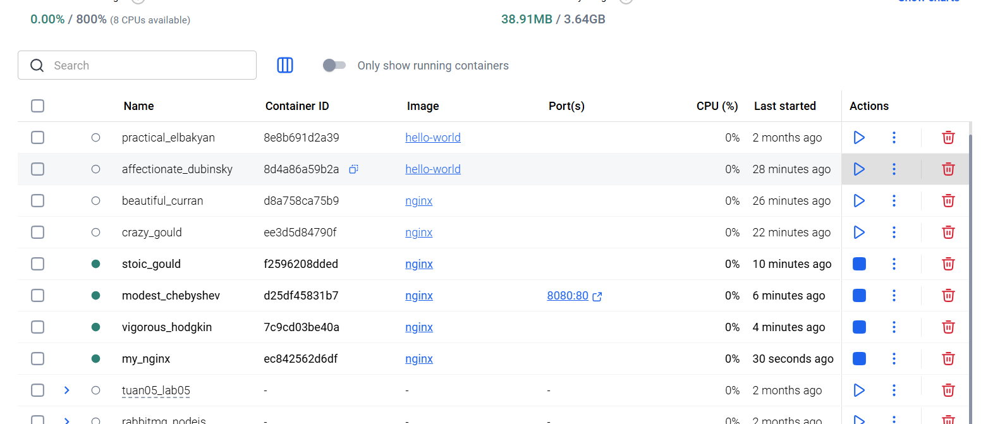 0.00% / 800% (8 CPUs available) 38.91MB / 3.64GB
Search Only show running containers
Name Container ID Image Port(s) CPU (%) Last started Actions
practical_elbakyan 8e8b691d2a39 hello-world 0% 2 months ago
affectionate_dubinsky 8d4a86a59b2a hello-world 0% 28 minutes ago
beautiful_curran d8a758ca75b9 nginx 0% 26 minutes ago
crazy_gould ee3d5d84790f nginx 0% 22 minutes ago
stoic_gould f2596208dded nginx 0% 10 minutes ago
modest_chebyshev d25df45831b7 nginx 8080:80 0% 6 minutes ago
vigorous_hodgkin 7c9cd03be40a nginx 0% 4 minutes ago
my_nginx ec842562d6df nginx 0% 30 seconds ago
tuan05_lab05 - - - 0% 2 months ago
rabbitmq_nodejs - - - 0% 2 months ago